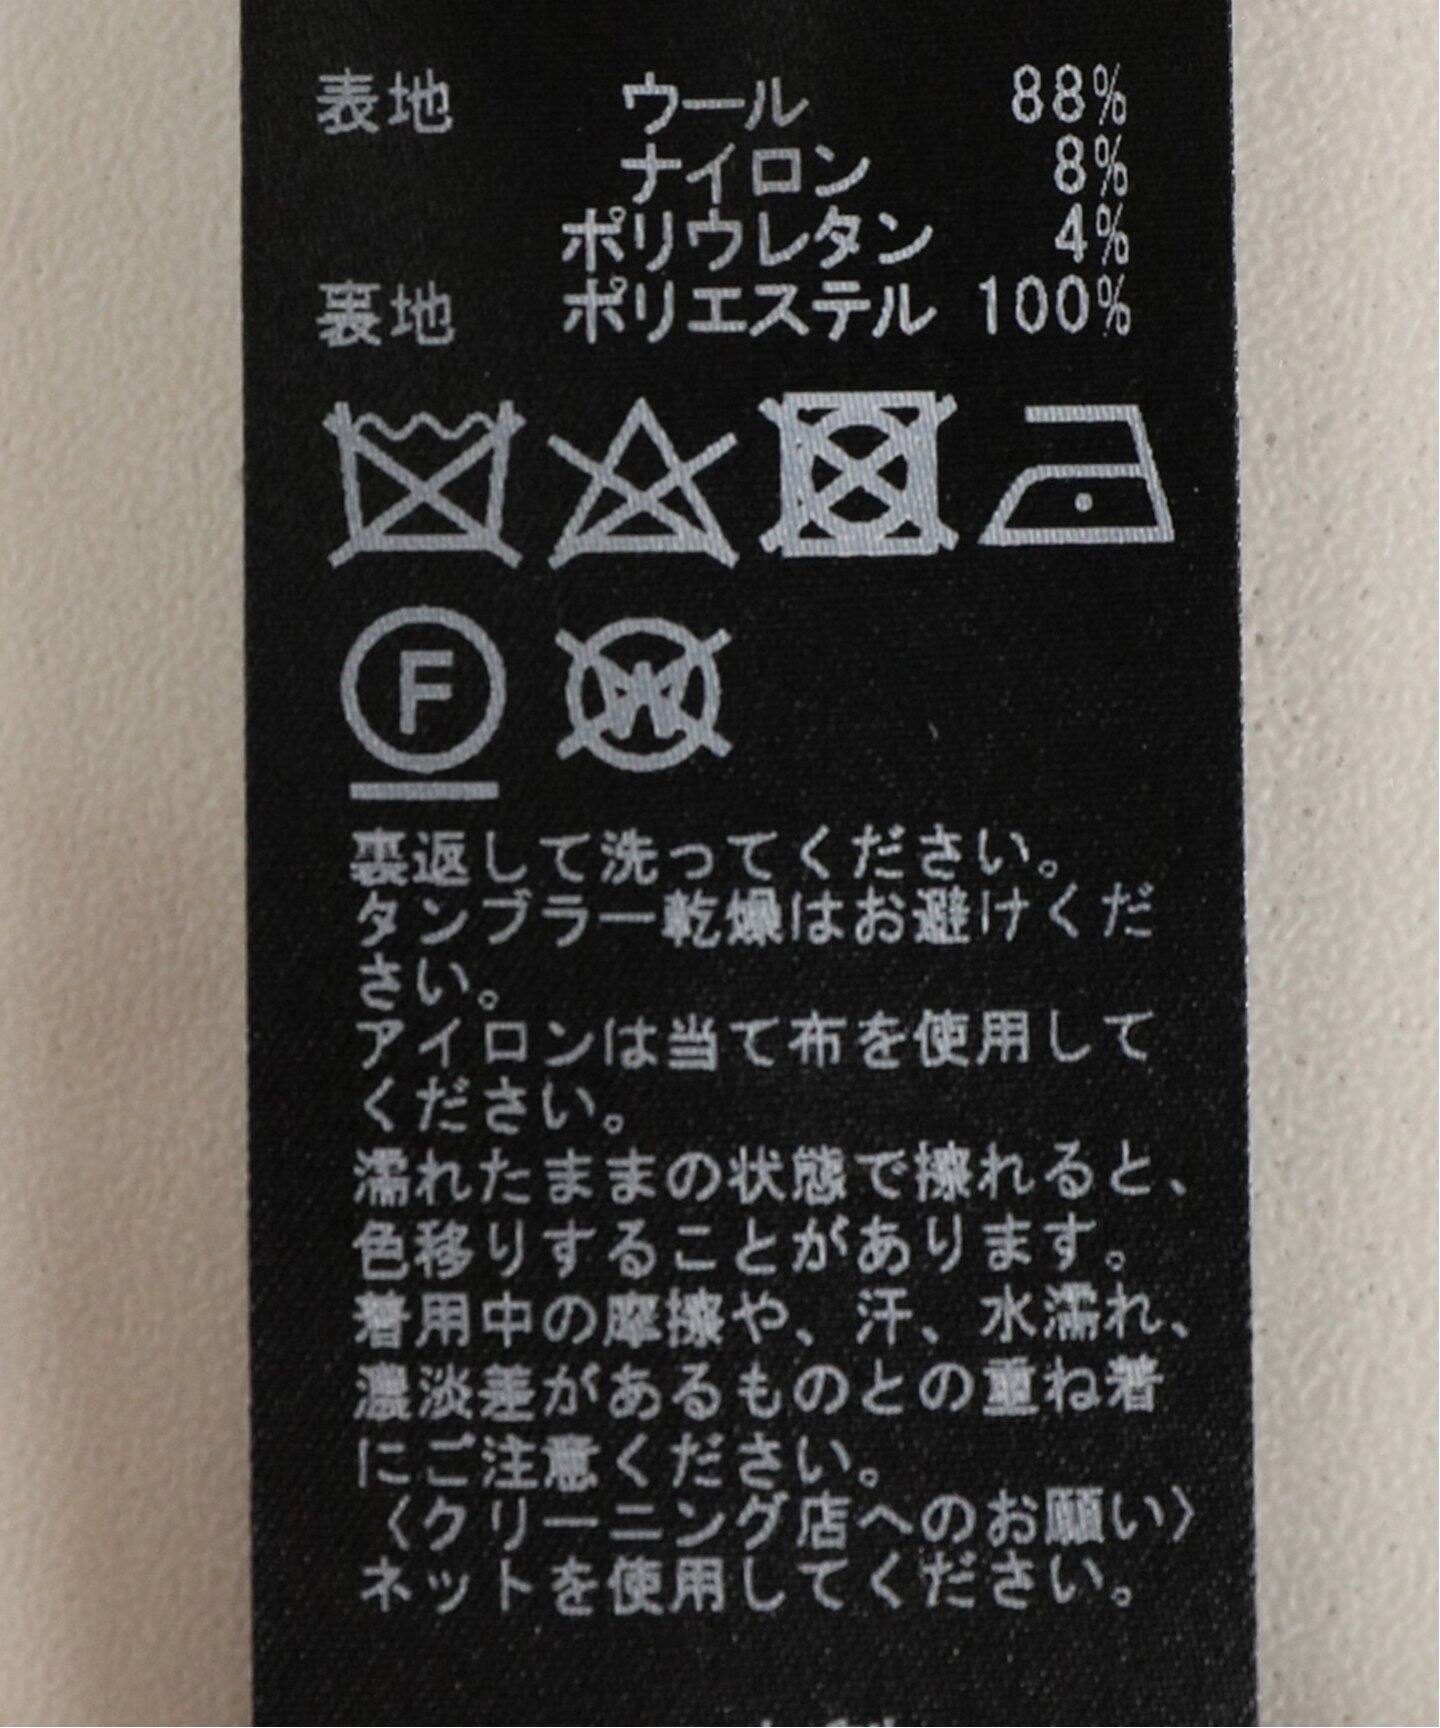 表地 ウール 88%
ナイロン 8%
ポリウレタン 4%
裏地 ポリエステル 100%
F
W
裏返して洗ってください。
タンブラー乾燥はお避けくだ
さい。
アイロンは当て布を使用して
ください。
濡れたままの状態で擦れると、
色移りすることがあります。
着用中の摩擦や、汗、水濡れ、
濃淡差があるものとの重ね着
にご注意ください。
〈クリーニング店へのお願い〉
ネットを使用してください。